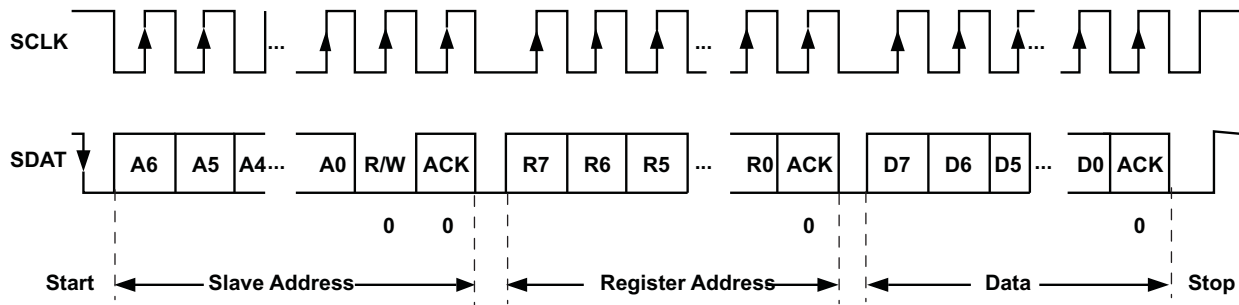 SCLK ... ... ...
SDAT A6 A5 A4... A0 R/W ACK R7 R6 R5 ... R0 ACK D7 D6 D5 ... D0 ACK
0 0 0 0
Start Slave Address Register Address Data Stop